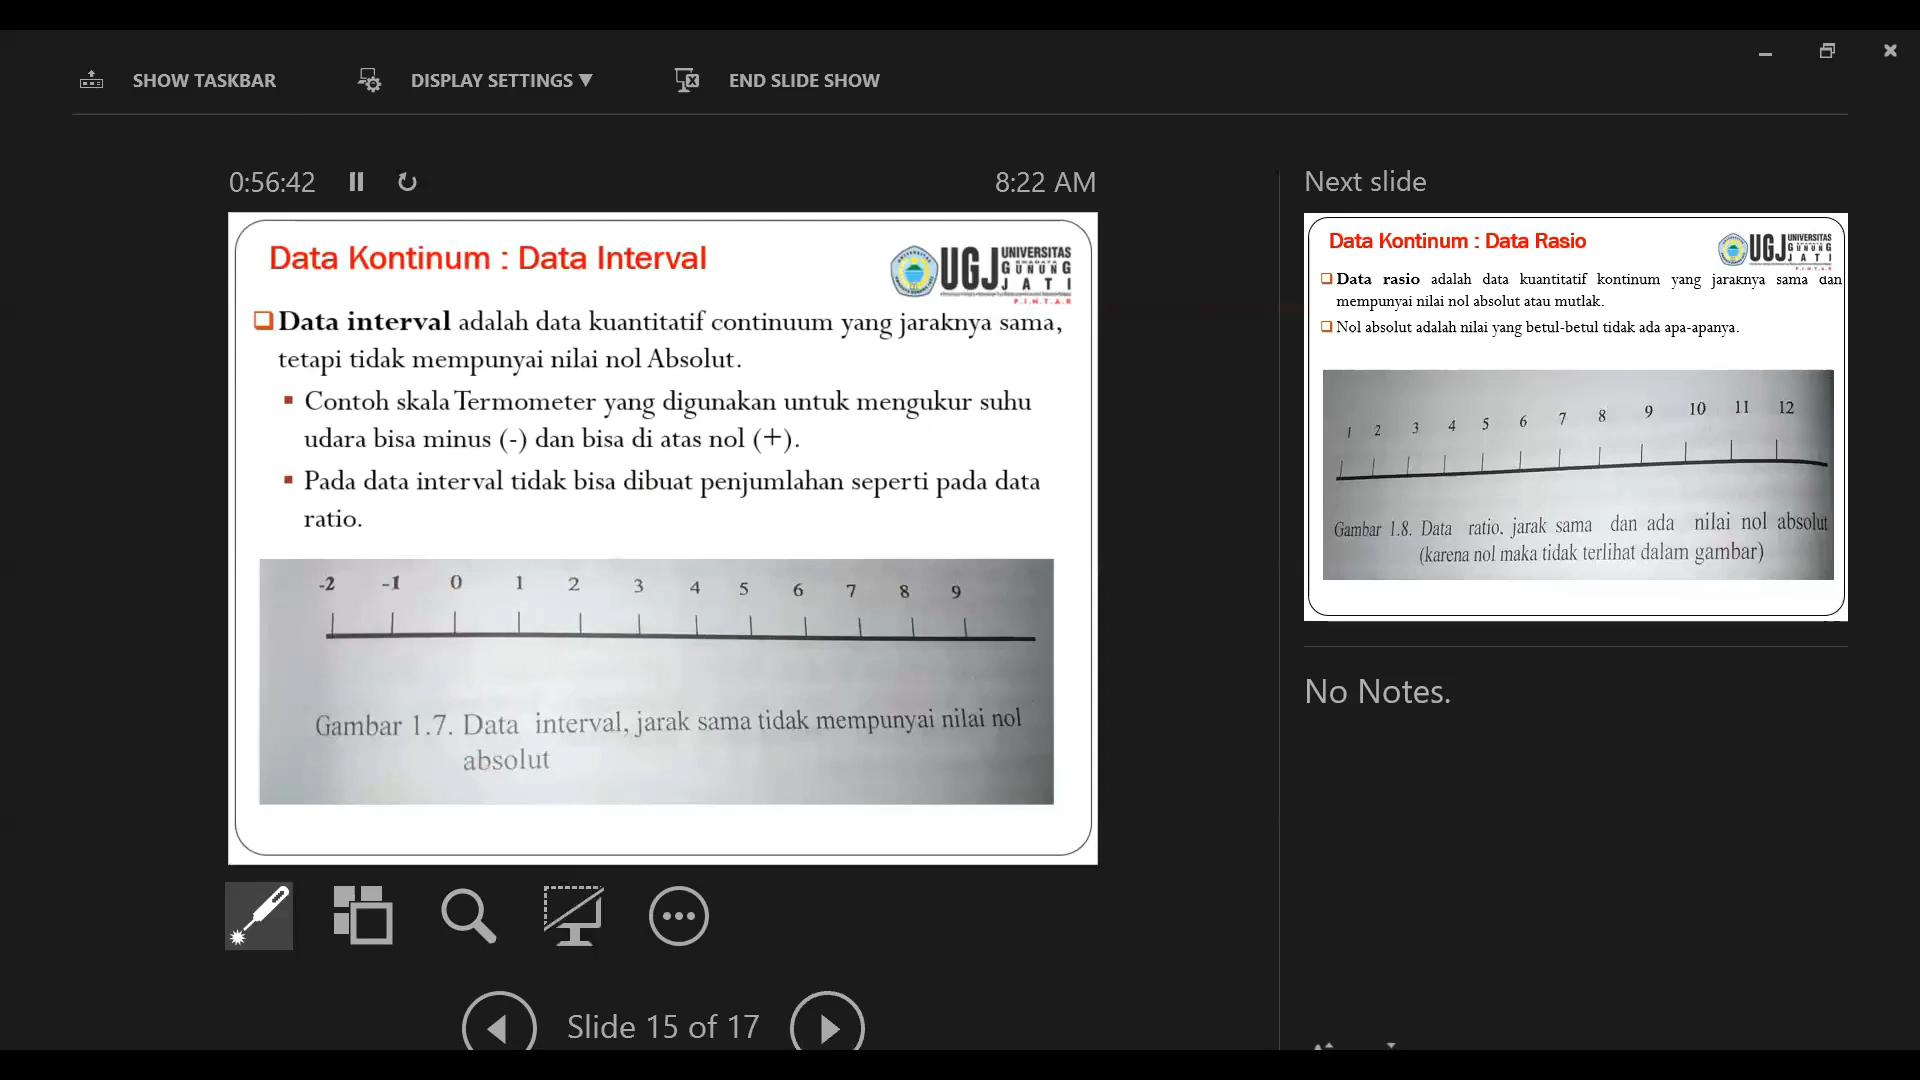 SHOW TASKBAR
DISPLAY SETTINGS ▼
END SLIDE SHOW
0:56:42
8:22 AM
Data Kontinum : Data Interval
UGJ UNIVERSITAS
GUNUNG
JATI
P.I.N.T.A.R
Data interval adalah data kuantitatif continuum yang jaraknya sama,
tetapi tidak mempunyai nilai nol Absolut.
Contoh skala Termometer yang digunakan untuk mengukur suhu
udara bisa minus (-) dan bisa di atas nol (+).
Pada data interval tidak bisa dibuat penjumlahan seperti pada data
ratio.
-2 -1 0 1 2 3 4 5 6 7 8 9
Gambar 1.7. Data interval, jarak sama tidak mempunyai nilai nol
absolut
Slide 15 of 17
Next slide
Data Kontinum : Data Rasio
UGJ UNIVERSITAS
GUNUNG
JATI
Data rasio adalah data kuantitatif kontinum yang jaraknya sama dan
mempunyai nilai nol absolut atau mutlak.
Nol absolut adalah nilai yang betul-betul tidak ada apa-apanya.
1 2 3 4 5 6 7 8 9 10 11 12
Gambar 1.8. Data ratio, jarak sama dan ada nilai nol absolut
(karena nol maka tidak terlihat dalam gambar)
No Notes.